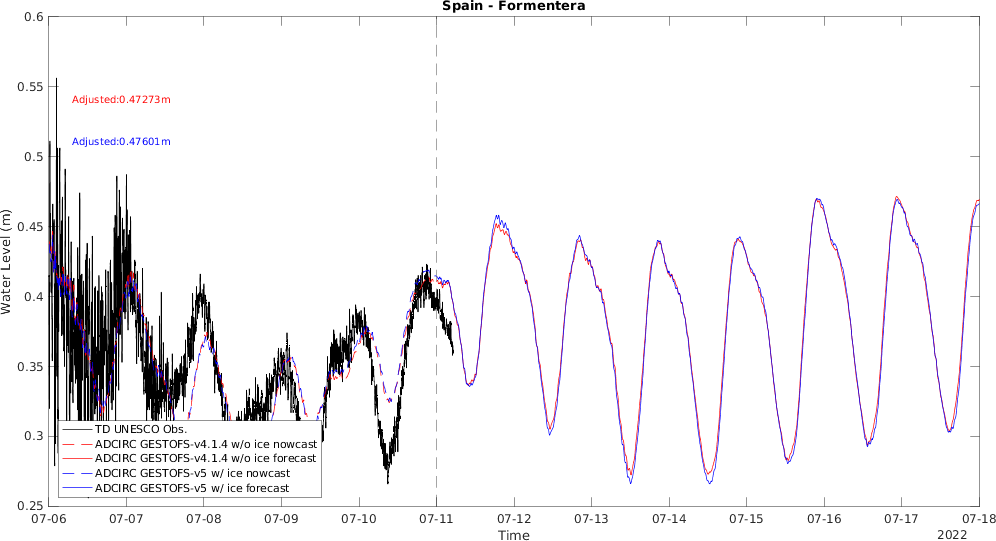 Spain - Formentera
0.6
0.55
0.5
0.45
0.4
0.35
0.3
0.25
Water Level (m)
Adjusted:0.47273m
Adjusted:0.47601m
TD UNESCO Obs.
ADCIRC GESTOFS-v4.1.4 w/o ice nowcast
ADCIRC GESTOFS-v4.1.4 w/o ice forecast
ADCIRC GESTOFS-v5 w/ ice nowcast
ADCIRC GESTOFS-v5 w/ ice forecast
07-06 07-07 07-08 07-09 07-10 07-11 07-12 07-13 07-14 07-15 07-16 07-17 07-18
Time
2022